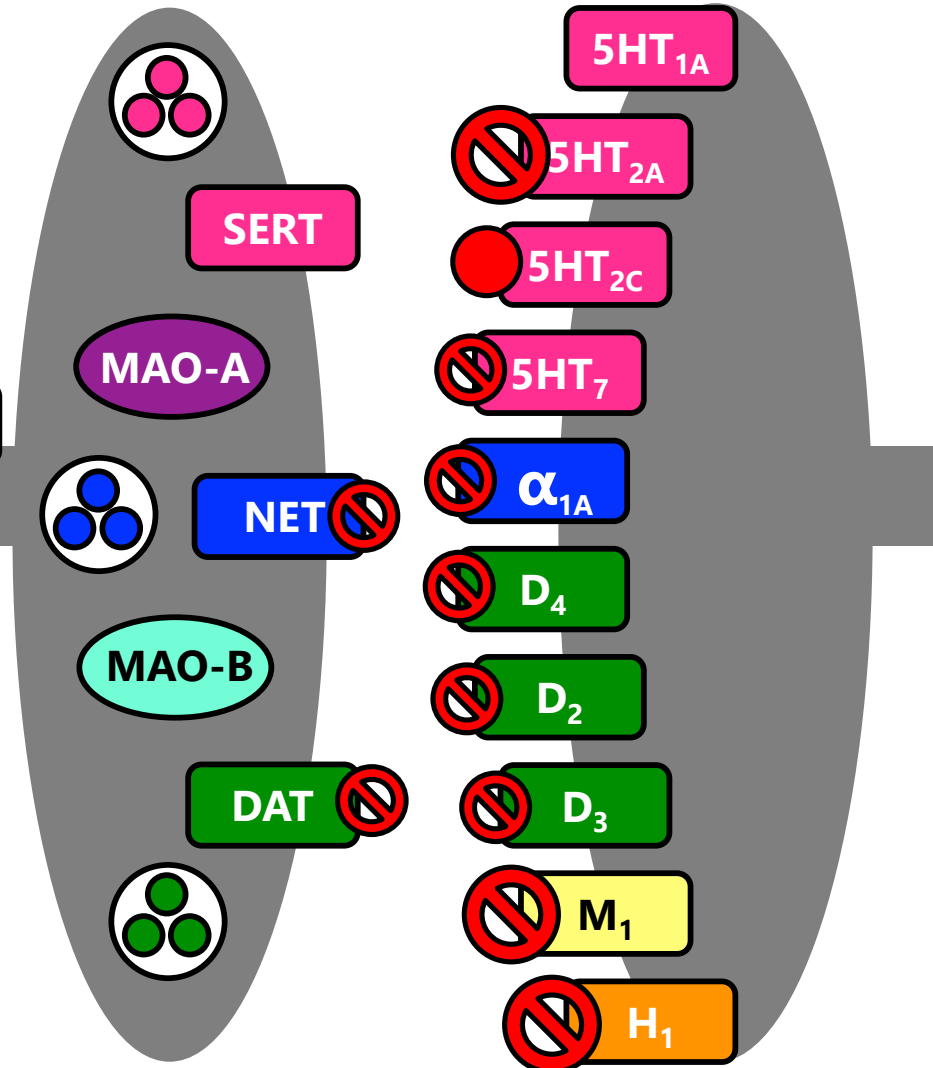 5HT1A
5HT2A
SERT
5HT2C
MAO-A
5HT7
α1A
NET
D4
MAO-B
D2
DAT
D3
M1
H1